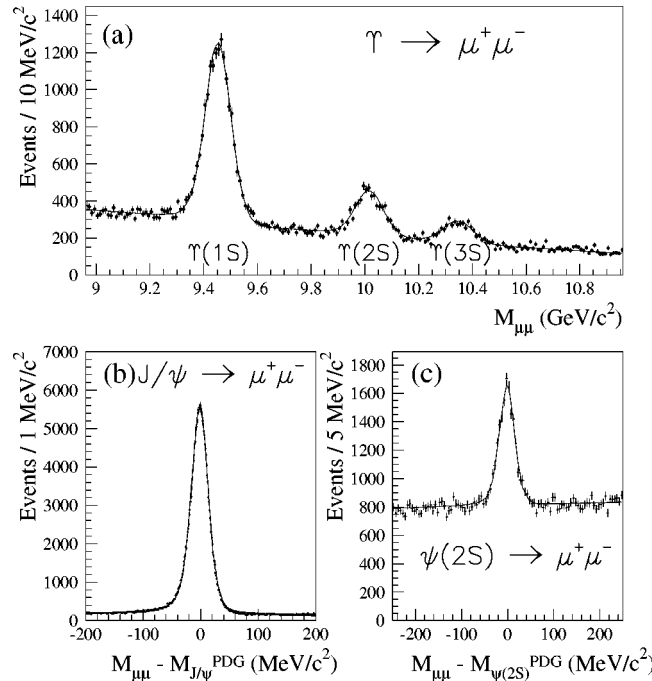 (a)
ϒ → μ⁺μ⁻
Events / 10 MeV/c²
1400
1200
1000
800
600
400
200
0
ϒ(1S) ϒ(2S) ϒ(3S)
9 9.2 9.4 9.6 9.8 10 10.2 10.4 10.6 10.8
M_μμ (GeV/c²)
(b) J/ψ → μ⁺μ⁻
Events / 1 MeV/c²
7000
6000
5000
4000
3000
2000
1000
0
-200 -100 0 100 200
M_μμ - M_J/ψ^PDG (MeV/c²)
(c)
Events / 5 MeV/c²
1800
1600
1400
1200
1000
800
600
400
200
0
ψ(2S) → μ⁺μ⁻
-200 -100 0 100 200
M_μμ - M_ψ(2S)^PDG (MeV/c²)